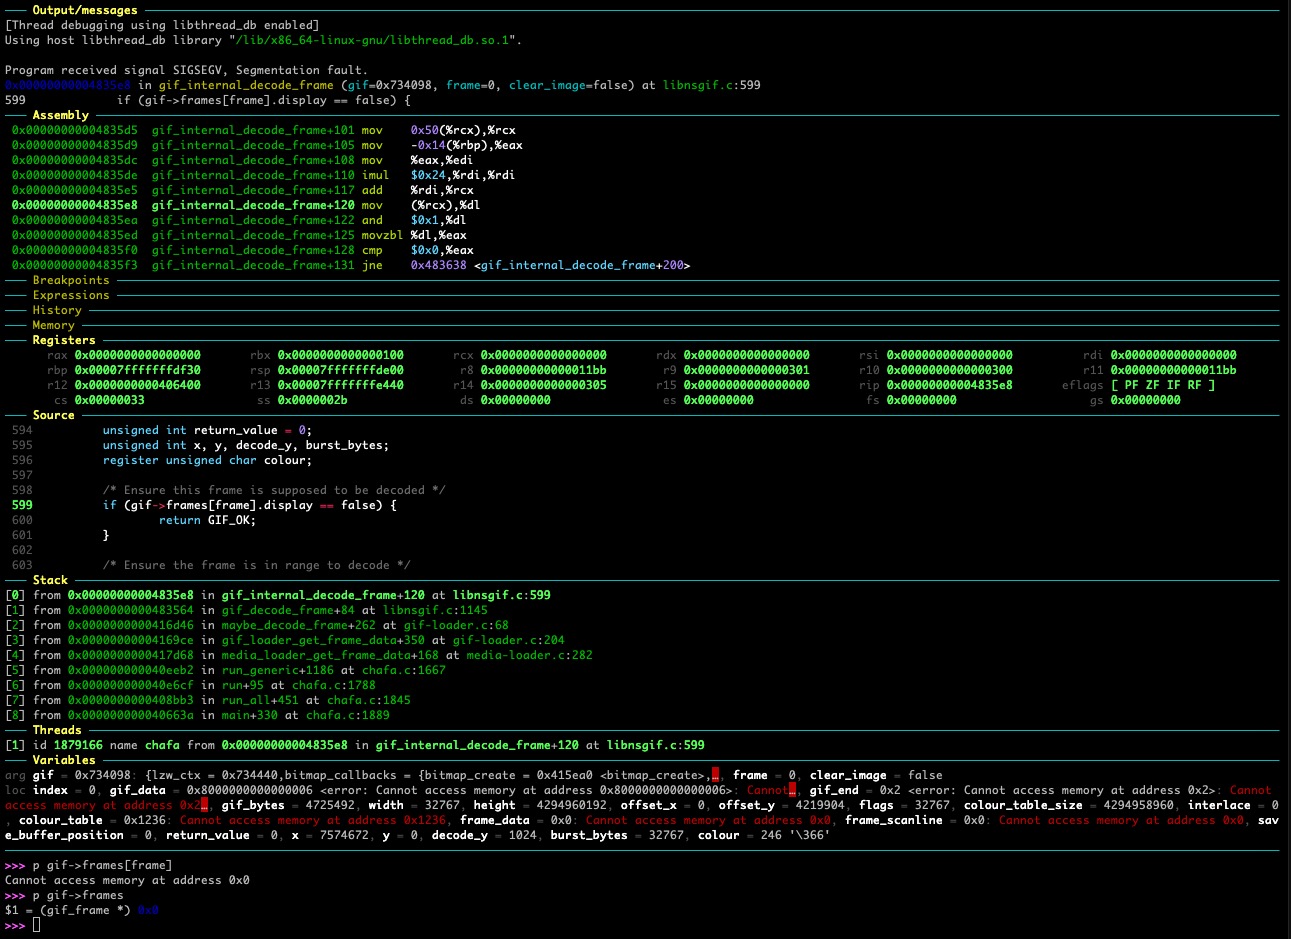 Output/messages
[Thread debugging using libthread_db enabled]
Using host libthread_db library "/lib/x86_64-linux-gnu/libthread_db.so.1".
Program received signal SIGSEGV, Segmentation fault.
0x00000000004835e8 in gif_internal_decode_frame (gif=0x734098, frame=0, clear_image=false) at libnsgif.c:599
599 if (gif->frames[frame].display == false) {
Assembly
0x00000000004835d5 gif_internal_decode_frame+101 mov 0x50(%rcx),%rcx
0x00000000004835d9 gif_internal_decode_frame+105 mov -0x14(%rbp),%eax
0x00000000004835dc gif_internal_decode_frame+108 mov %eax,%edi
0x00000000004835de gif_internal_decode_frame+110 imul $0x24,%rdi,%rdi
0x00000000004835e5 gif_internal_decode_frame+117 add %rdi,%rcx
0x00000000004835e8 gif_internal_decode_frame+120 mov (%rcx),%dl
0x00000000004835ea gif_internal_decode_frame+122 and $0x1,%dl
0x00000000004835ed gif_internal_decode_frame+125 movzbl %dl,%eax
0x00000000004835f0 gif_internal_decode_frame+128 cmp $0x0,%eax
0x00000000004835f3 gif_internal_decode_frame+131 jne 0x483638 <gif_internal_decode_frame+200>
Breakpoints
Expressions
History
Memory
Registers
rax 0x0000000000000000 rbx 0x0000000000000100 rcx 0x0000000000000000 rdx 0x0000000000000000 rsi 0x0000000000000000 rdi 0x0000000000000000
rbp 0x00007fffffffdf30 rsp 0x00007fffffffde00 r8 0x00000000000011bb r9 0x0000000000000301 r10 0x0000000000000300 r11 0x00000000000011bb
r12 0x0000000000406400 r13 0x00007fffffffe440 r14 0x0000000000000305 r15 0x0000000000000000 rip 0x00000000004835e8 eflags [ PF ZF IF RF ]
cs 0x00000033 ss 0x0000002b ds 0x00000000 es 0x00000000 fs 0x00000000 gs 0x00000000
Source
594 unsigned int return_value = 0;
595 unsigned int x, y, decode_y, burst_bytes;
596 register unsigned char colour;
597
598 /* Ensure this frame is supposed to be decoded */
599 if (gif->frames[frame].display == false) {
600 return GIF_OK;
601 }
602
603 /* Ensure the frame is in range to decode */
Stack
[0] from 0x00000000004835e8 in gif_internal_decode_frame+120 at libnsgif.c:599
[1] from 0x0000000000483564 in gif_decode_frame+84 at libnsgif.c:1145
[2] from 0x0000000000416d46 in maybe_decode_frame+262 at gif-loader.c:68
[3] from 0x00000000004169ce in gif_loader_get_frame_data+350 at gif-loader.c:204
[4] from 0x0000000000417d68 in media_loader_get_frame_data+168 at media-loader.c:282
[5] from 0x000000000040eeb2 in run_generic+1186 at chafa.c:1667
[6] from 0x000000000040e6cf in run+95 at chafa.c:1788
[7] from 0x0000000000408bb3 in run_all+451 at chafa.c:1845
[8] from 0x000000000040663a in main+330 at chafa.c:1889
Threads
[1] id 1879166 name chafa from 0x00000000004835e8 in gif_internal_decode_frame+120 at libnsgif.c:599
Variables
arg gif = 0x734098: {lzw_ctx = 0x734440,bitmap_callbacks = {bitmap_create = 0x415ea0 <bitmap_create>,…, frame = 0, clear_image = false
loc index = 0, gif_data = 0x8000000000000006 <error: Cannot access memory at address 0x8000000000000006>: Cannot…, gif_end = 0x2 <error: Cannot access memory at address 0x2>: Cannot
access memory at address 0x2…, gif_bytes = 4725492, width = 32767, height = 4294960192, offset_x = 0, offset_y = 4219904, flags = 32767, colour_table_size = 4294958960, interlace = 0
, colour_table = 0x1236: Cannot access memory at address 0x1236, frame_data = 0x0: Cannot access memory at address 0x0, frame_scanline = 0x0: Cannot access memory at address 0x0, sav
e_buffer_position = 0, return_value = 0, x = 7574672, y = 0, decode_y = 1024, burst_bytes = 32767, colour = 246 '\366'
>>> p gif->frames[frame]
Cannot access memory at address 0x0
>>> p gif->frames
$1 = (gif_frame *) 0x0
>>>